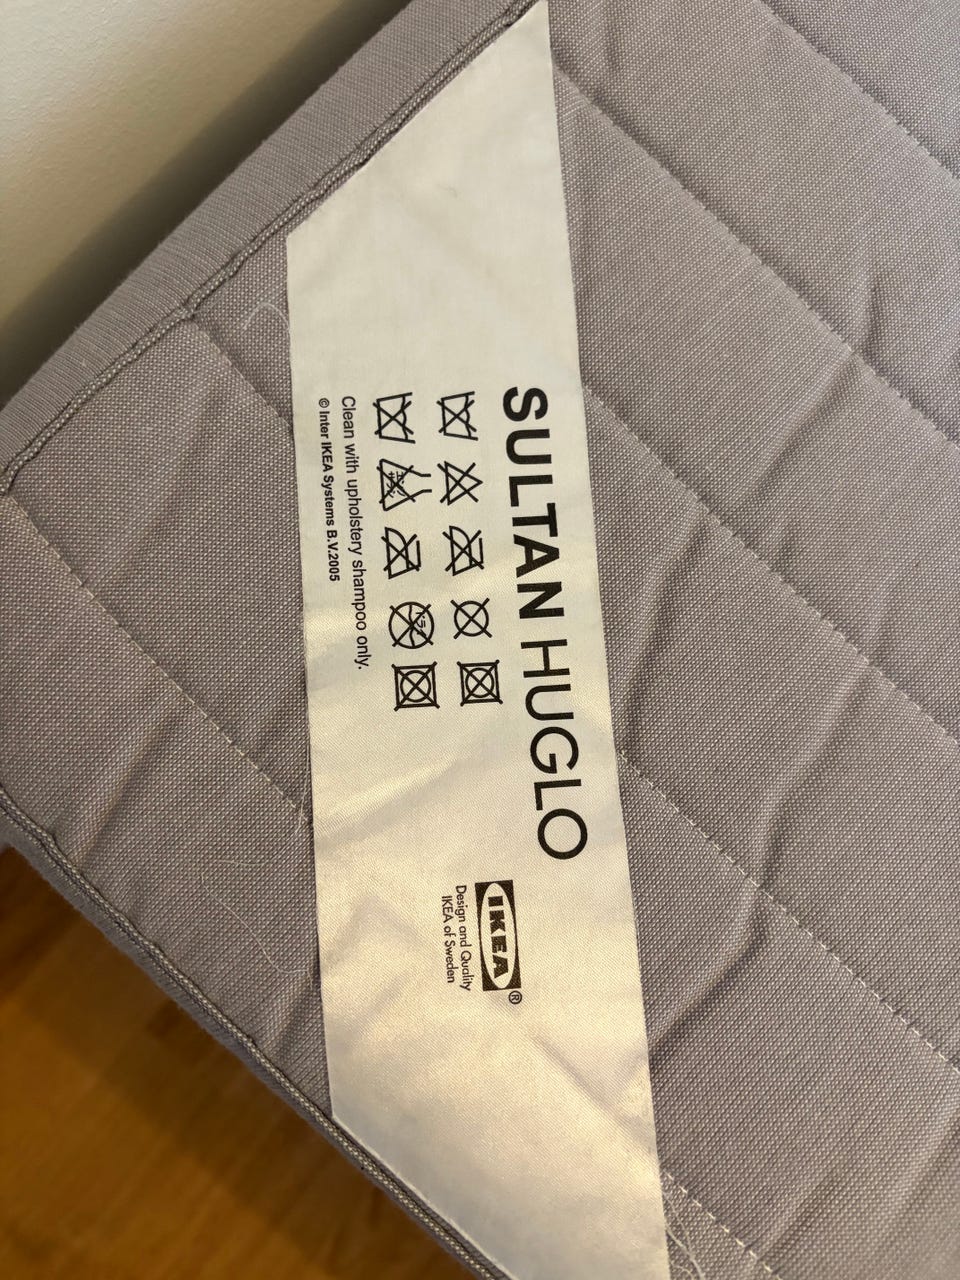 SULTAN HUGLO
Clean with upholstery shampoo only.
© Inter IKEA Systems B.V.2005
IKEA®
Design and Quality
IKEA of Sweden